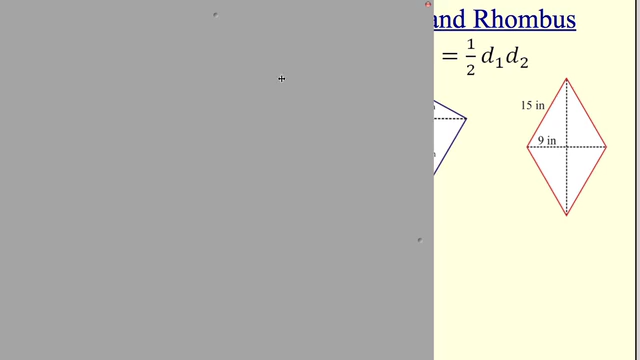 and Rhombus
= 1/2 d₁d₂
15 in
9 in